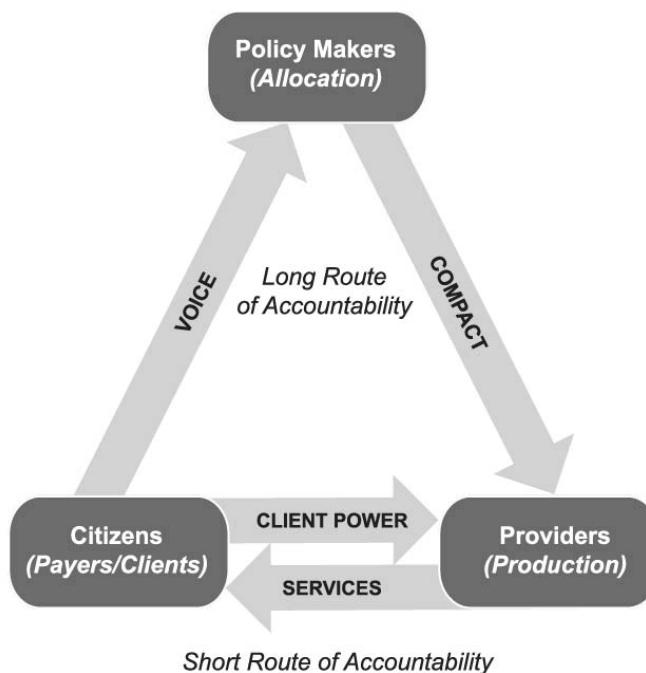 Policy Makers
(Allocation)
VOICE
COMPACT
Long Route
of Accountability
Citizens
(Payers/Clients)
CLIENT POWER
SERVICES
Providers
(Production)
Short Route of Accountability